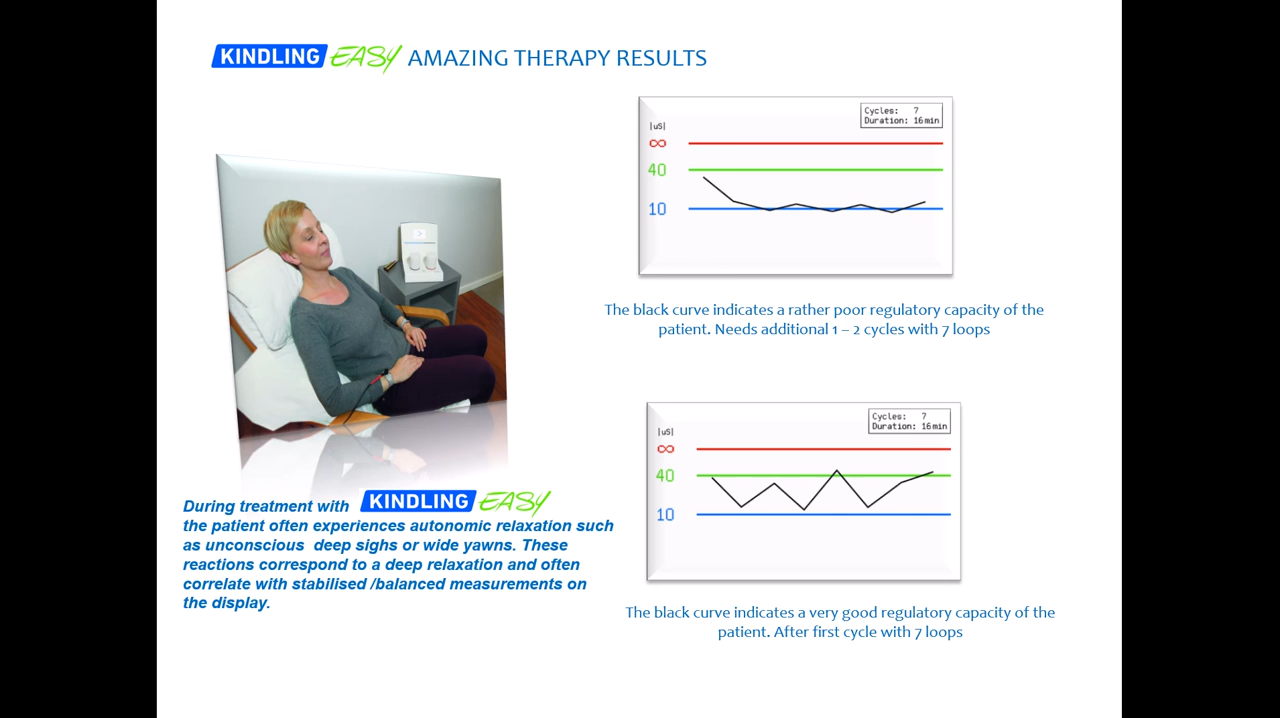 KINDLING EASY AMAZING THERAPY RESULTS
Cycles: 7
Duration: 16min
|uS|
∞
40
10
The black curve indicates a rather poor regulatory capacity of the
patient. Needs additional 1 – 2 cycles with 7 loops
Cycles: 7
Duration: 16min
|uS|
∞
40
10
The black curve indicates a very good regulatory capacity of the
patient. After first cycle with 7 loops
During treatment with KINDLING EASY
the patient often experiences autonomic relaxation such
as unconscious deep sighs or wide yawns. These
reactions correspond to a deep relaxation and often
correlate with stabilised /balanced measurements on
the display.